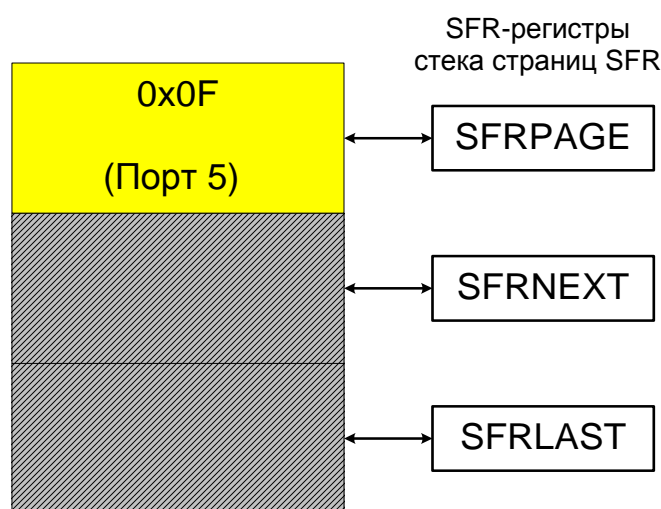 SFR-регистры
стека страниц SFR
0x0F
(Порт 5)
SFRPAGE
SFRNEXT
SFRLAST